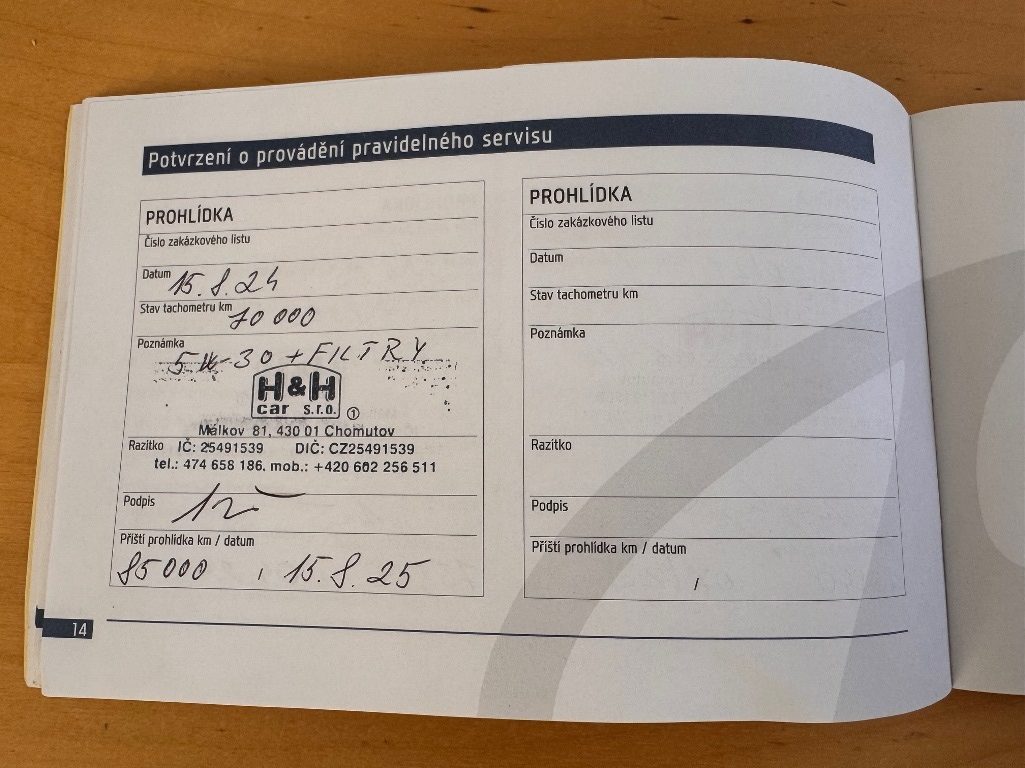 Potvrzení o provádění pravidelného servisu
PROHLÍDKA
Číslo zakázkového listu
Datum 15.8.24
Stav tachometru km 70 000
Poznámka
5W-30 + FILTRY
H&H
car s.r.o. ①
Málkov 81, 430 01 Chomutov
Razítko IČ: 25491539 DIČ: CZ25491539
tel.: 474 658 186, mob.: +420 602 256 511
Podpis
Příští prohlídka km / datum
85 000 / 15.8.25
PROHLÍDKA
Číslo zakázkového listu
Datum
Stav tachometru km
Poznámka
Razítko
Podpis
Příští prohlídka km / datum
/
14